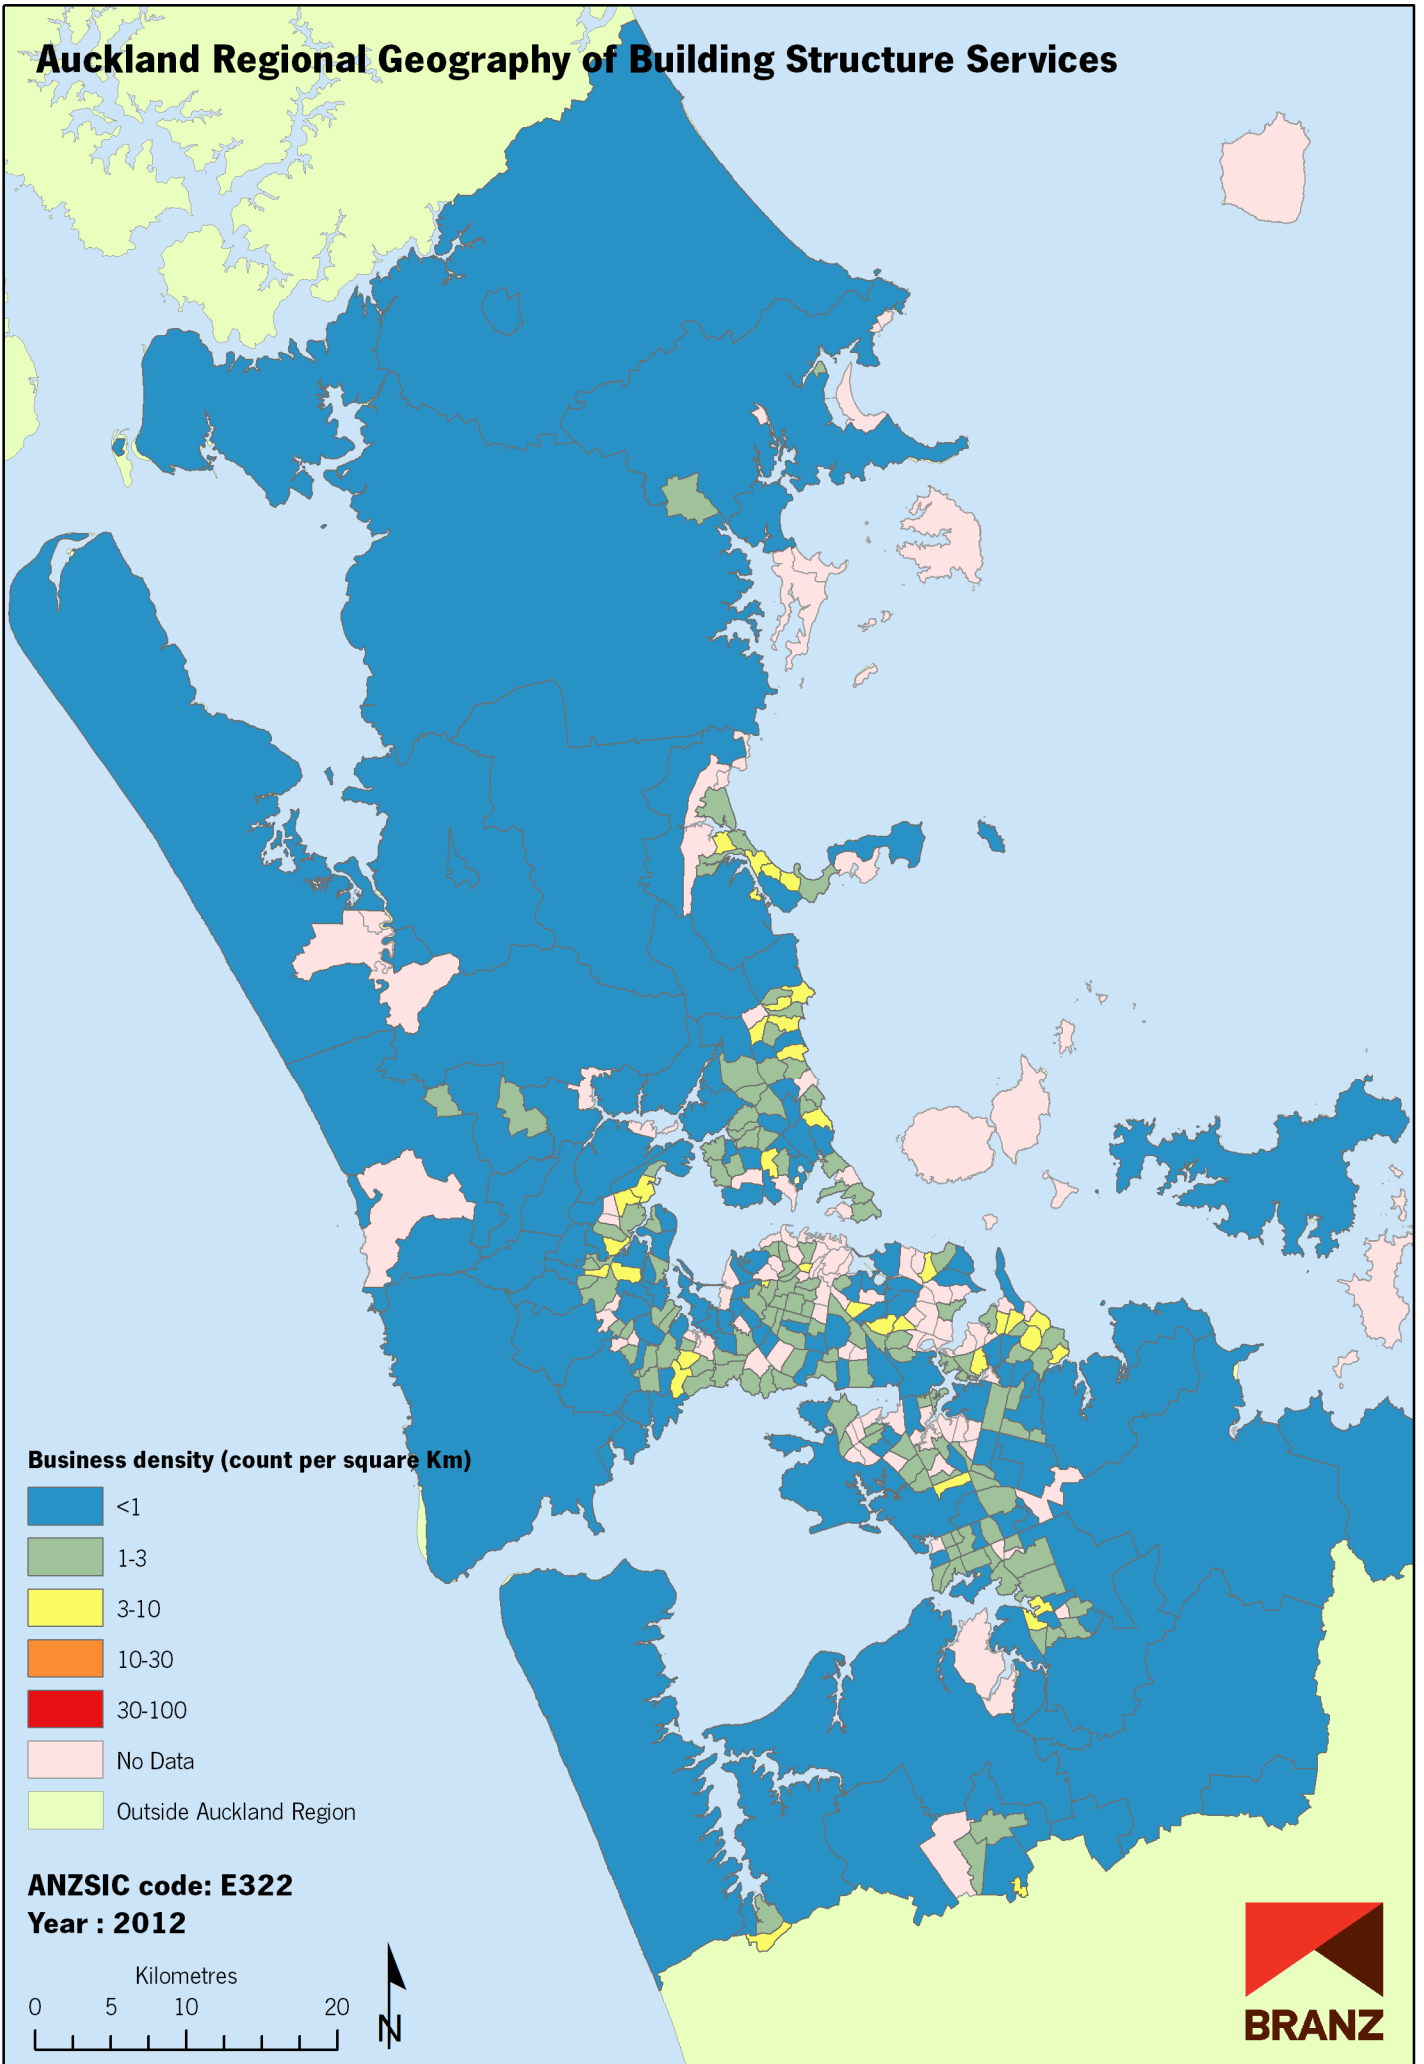 Auckland Regional Geography of Building Structure Services
Business density (count per square Km)
<1
1-3
3-10
10-30
30-100
No Data
Outside Auckland Region
ANZSIC code: E322
Year : 2012
Kilometres
0 5 10 20
N
BRANZ